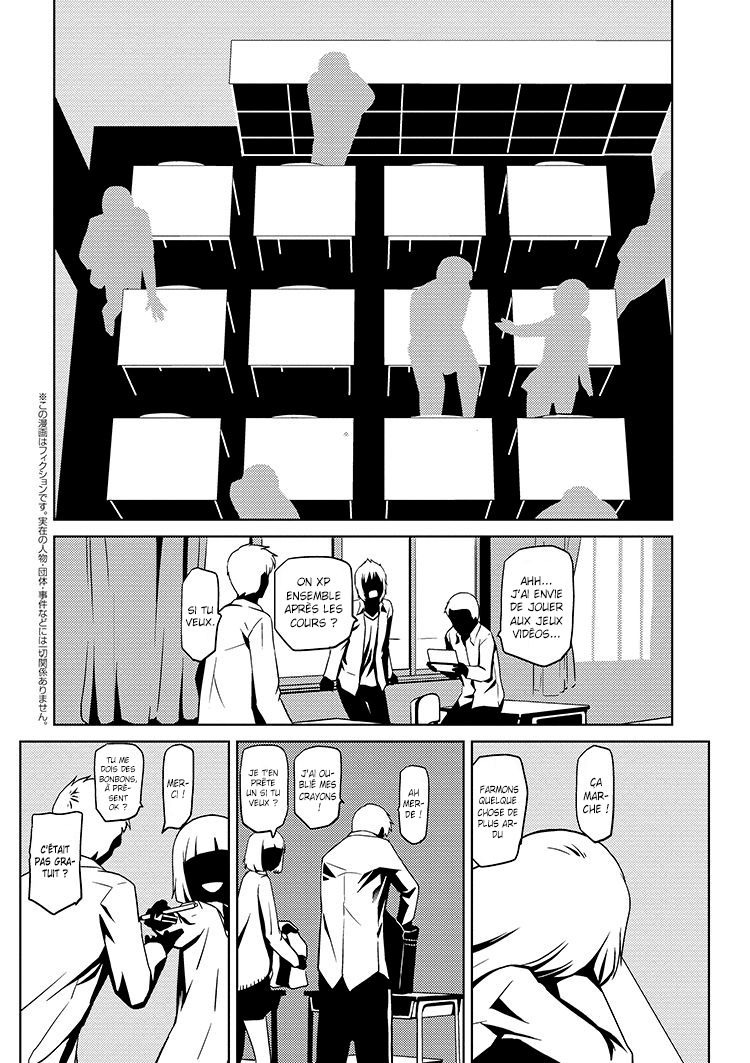 ※この漫画はフィクションです。実在の人物・団体・事件などには一切関係ありません。
AHH...
J'AI ENVIE
DE JOUER
AUX JEUX
VIDÉOS...
ON XP
ENSEMBLE
APRÈS LES
COURS ?
SI TU
VEUX.
ÇA
MAR-
CHE !
FARMONS
QUELQUE
CHOSE DE
PLUS AR-
DU
AH
MER-
DE !
J'AI OU-
BLIÉ MES
CRAYONS !
JE T'EN
PRÊTE
UN SI TU
VEUX ?
MER-
CI !
TU ME
DOIS DES
BONBONS,
À PRÉ-
SENT
OK ?
C'ÉTAIT
PAS GRA-
TUIT ?